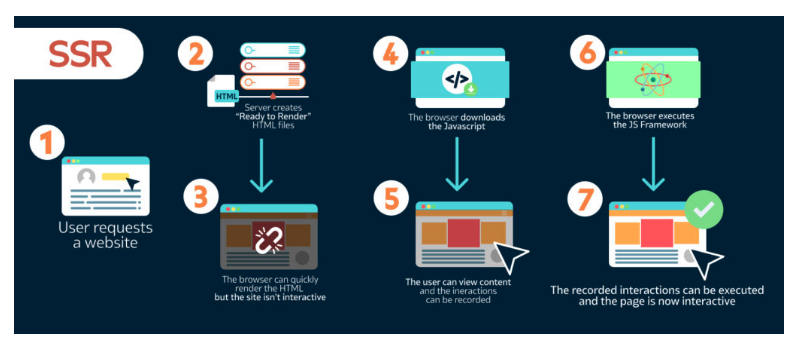 SSR
1
User requests
a website
2
HTML
Server creates
"Ready to Render"
HTML files
3
The browser can quickly
render the HTML
but the site isn't interactive
4
</>
The browser downloads
the Javascript
5
The user can view content
and the ineractions
can be recorded
6
The browser executes
the JS Framework
7
The recorded interactions can be executed
and the page is now interactive